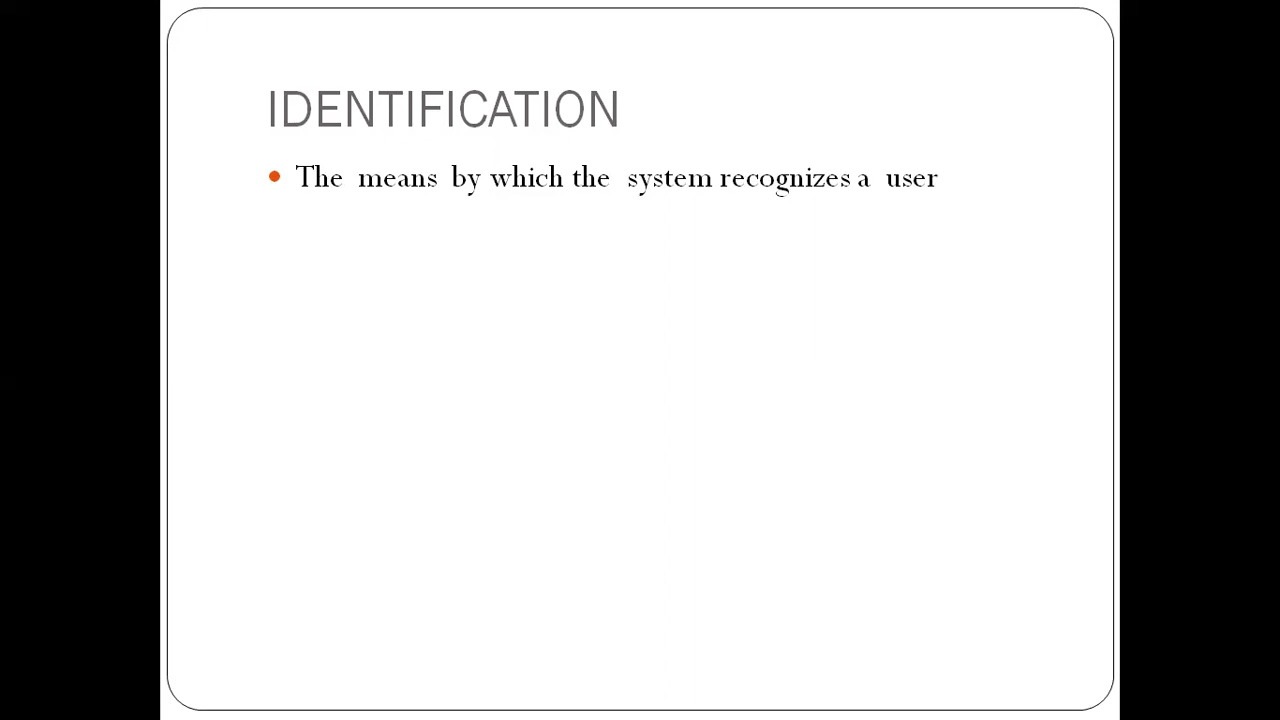 IDENTIFICATION
The means by which the system recognizes a user